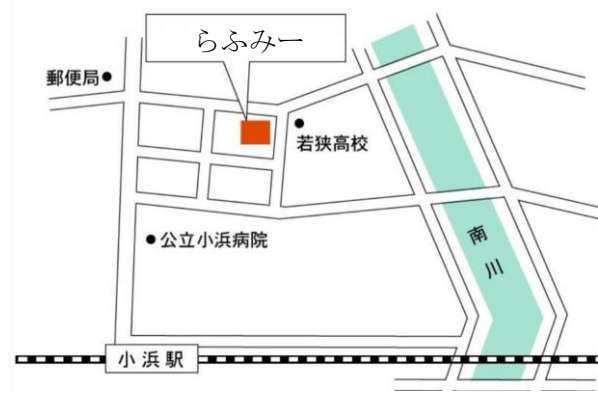 らふみー
郵便局
若狭高校
公立小浜病院
南川
小浜駅